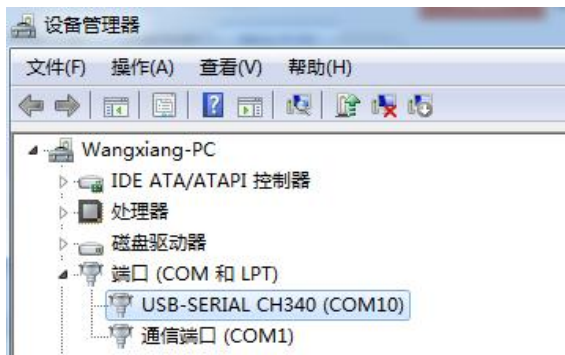 设备管理器
文件(F) 操作(A) 查看(V) 帮助(H)
Wangxiang-PC
IDE ATA/ATAPI 控制器
处理器
磁盘驱动器
端口 (COM 和 LPT)
USB-SERIAL CH340 (COM10)
通信端口 (COM1)